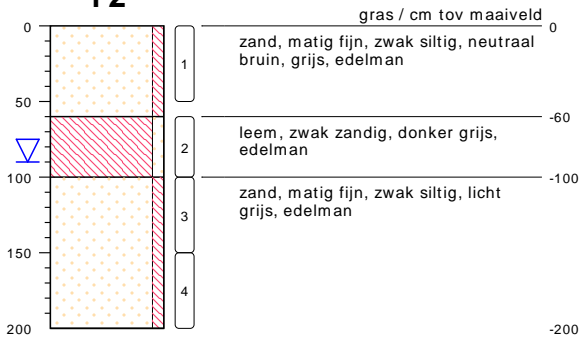 gras / cm tov maaiveld
0
0
zand, matig fijn, zwak siltig, neutraal
bruin, grijs, edelman
1
50
-60
leem, zwak zandig, donker grijs,
edelman
2
100
-100
zand, matig fijn, zwak siltig, licht
grijs, edelman
3
150
4
200
-200